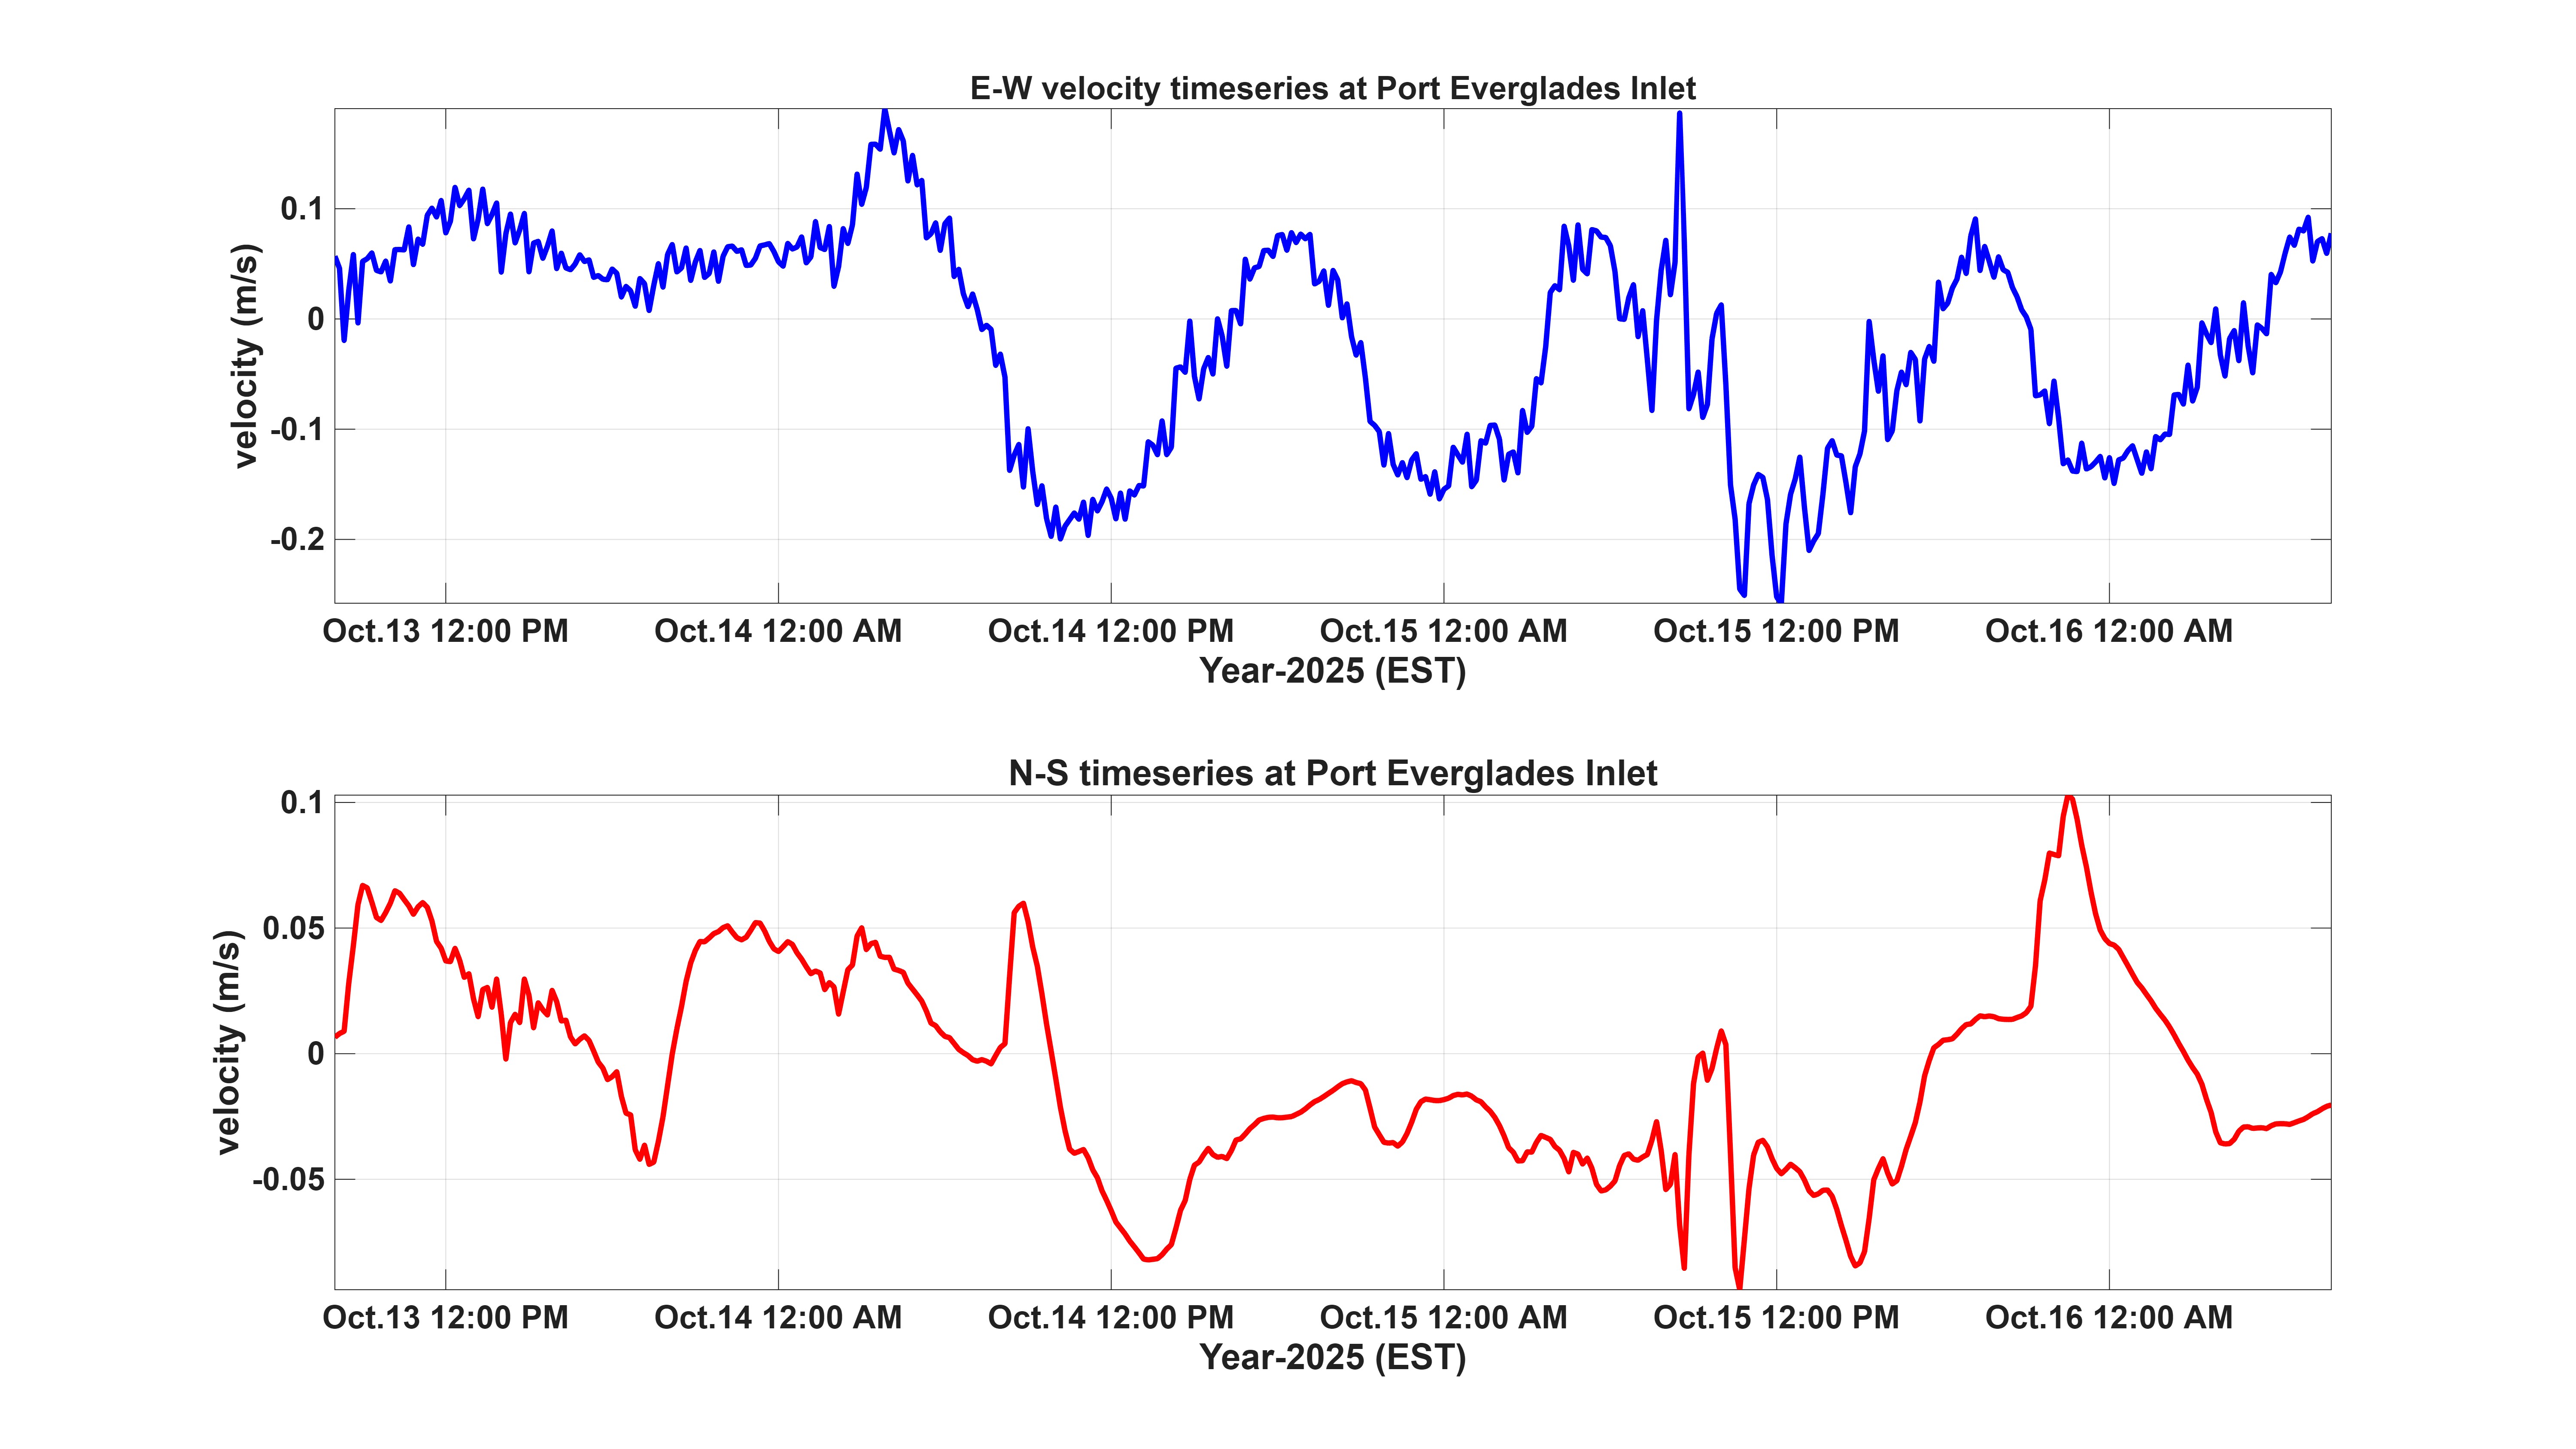 E-W velocity timeseries at Port Everglades Inlet
velocity (m/s)
0.1
0
-0.1
-0.2
Oct.13 12:00 PM Oct.14 12:00 AM Oct.14 12:00 PM Oct.15 12:00 AM Oct.15 12:00 PM Oct.16 12:00 AM
Year-2025 (EST)
N-S timeseries at Port Everglades Inlet
velocity (m/s)
0.1
0.05
0
-0.05
Oct.13 12:00 PM Oct.14 12:00 AM Oct.14 12:00 PM Oct.15 12:00 AM Oct.15 12:00 PM Oct.16 12:00 AM
Year-2025 (EST)